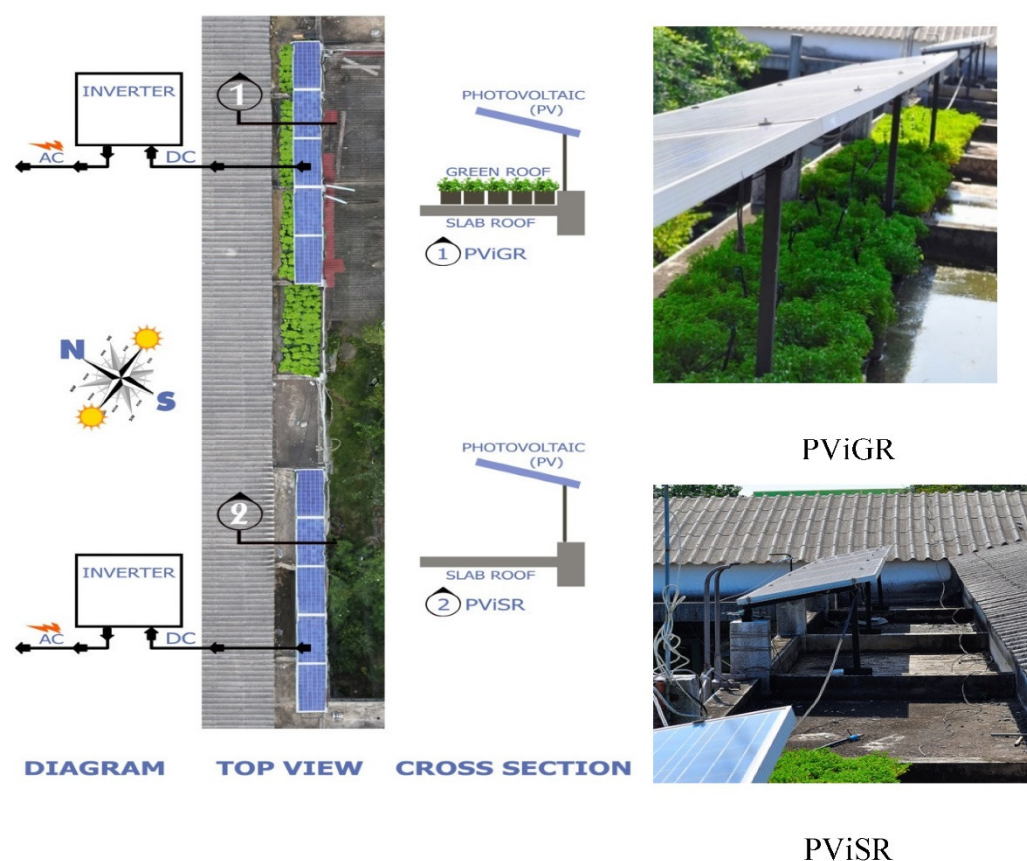 INVERTER
AC
DC
1
PHOTOVOLTAIC
(PV)
GREEN ROOF
SLAB ROOF
1 PViGR
N
S
PViGR
2
PHOTOVOLTAIC
(PV)
INVERTER
SLAB ROOF
2 PViSR
AC
DC
DIAGRAM
TOP VIEW
CROSS SECTION
PViSR